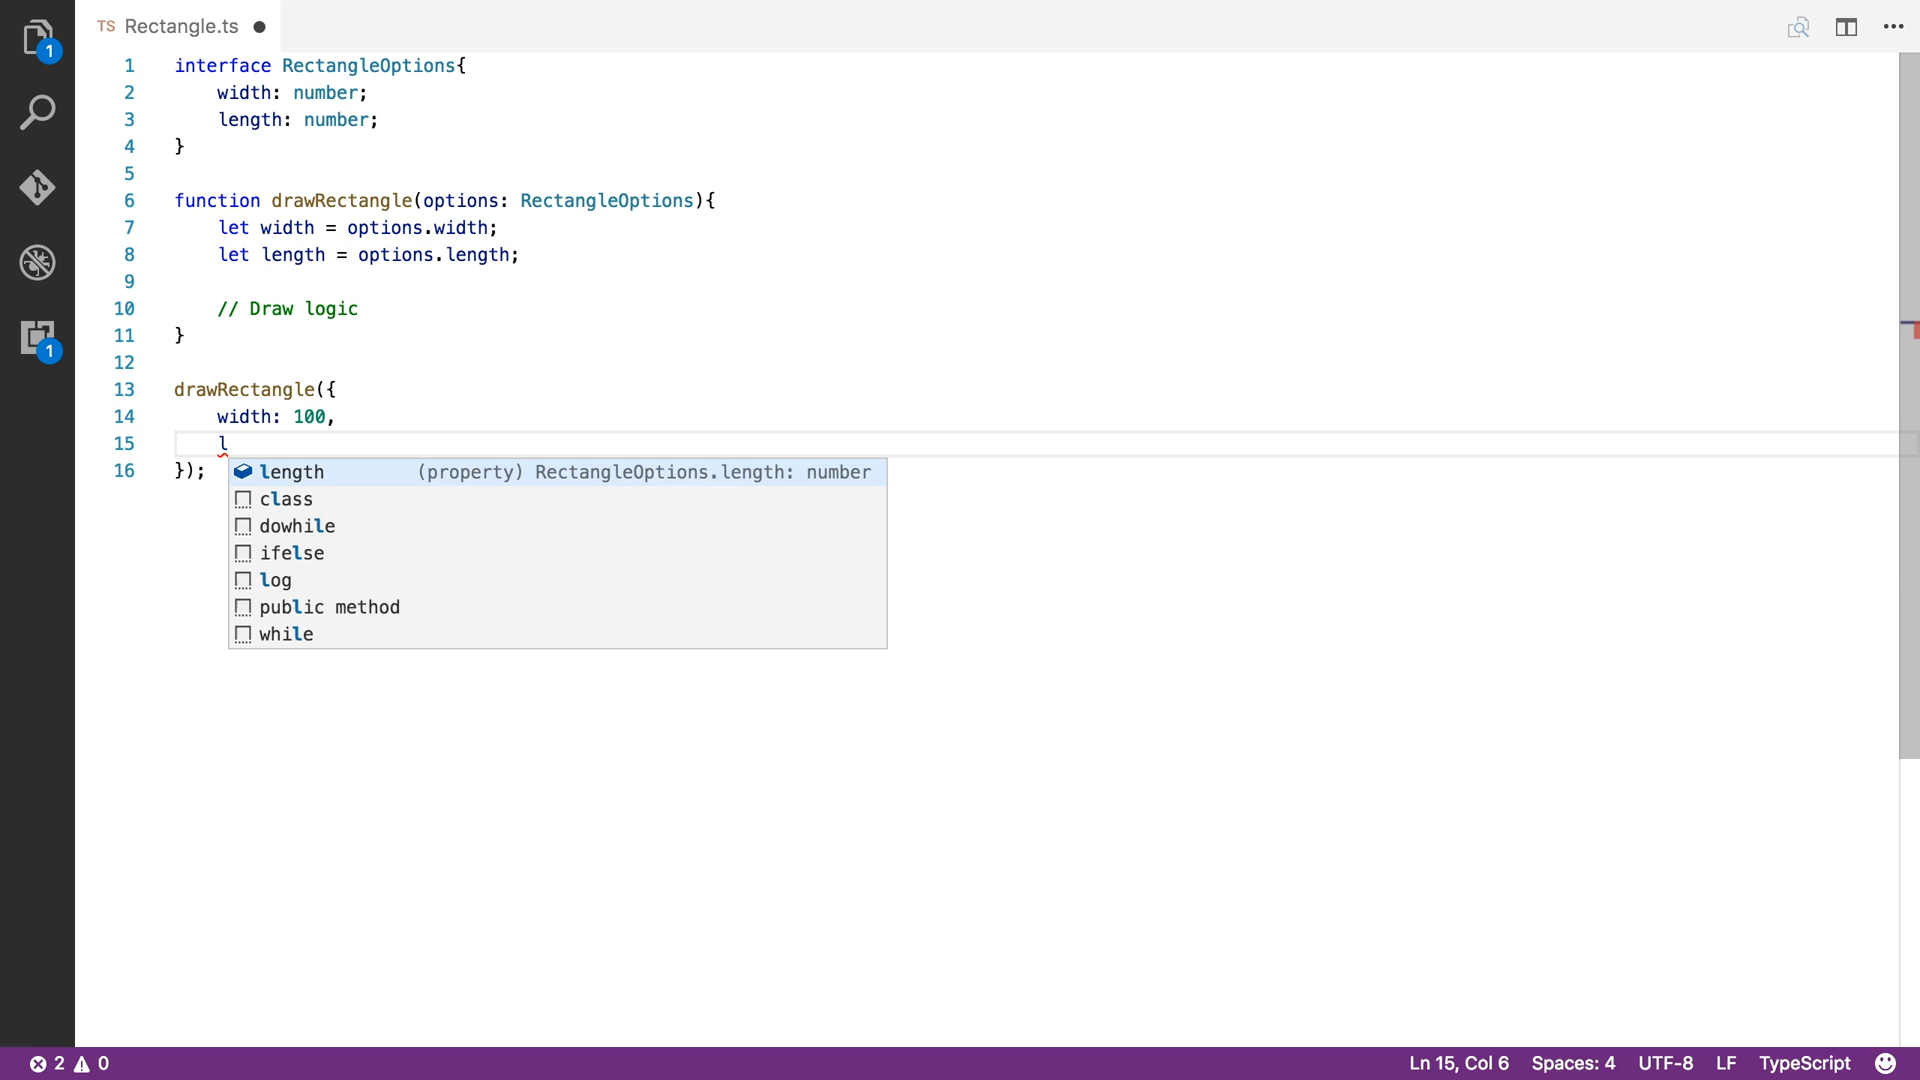 TS Rectangle.ts
1 interface RectangleOptions{
2 width: number;
3 length: number;
4 }
5
6 function drawRectangle(options: RectangleOptions){
7 let width = options.width;
8 let length = options.length;
9
10 // Draw logic
11 }
12
13 drawRectangle({
14 width: 100,
15 l
16 });
length (property) RectangleOptions.length: number
class
dowhile
ifelse
log
public method
while
1
1
2 0 Ln 15, Col 6 Spaces: 4 UTF-8 LF TypeScript